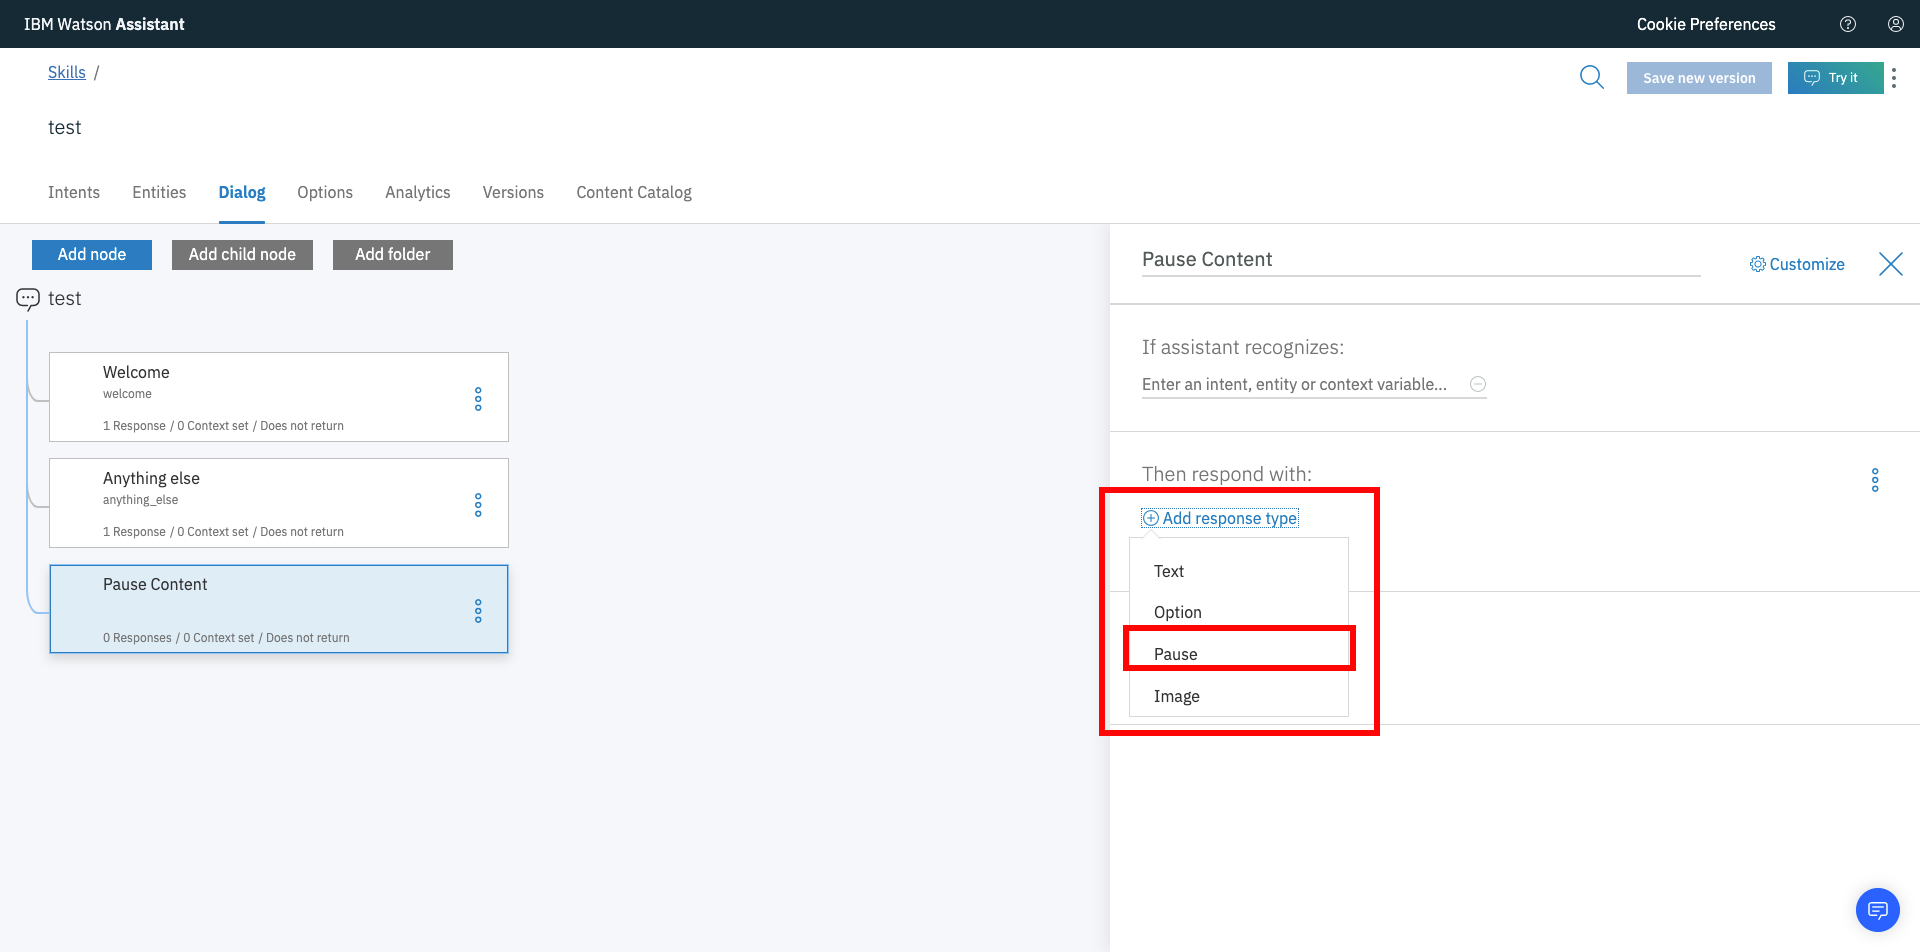 IBM Watson Assistant
Cookie Preferences
Skills /
Save new version
Try it
test
Intents
Entities
Dialog
Options
Analytics
Versions
Content Catalog
Add node
Add child node
Add folder
test
Welcome
welcome
1 Response / 0 Context set / Does not return
Anything else
anything_else
1 Response / 0 Context set / Does not return
Pause Content
0 Responses / 0 Context set / Does not return
Pause Content
Customize
If assistant recognizes:
Enter an intent, entity or context variable...
Then respond with:
Add response type
Text
Option
Pause
Image